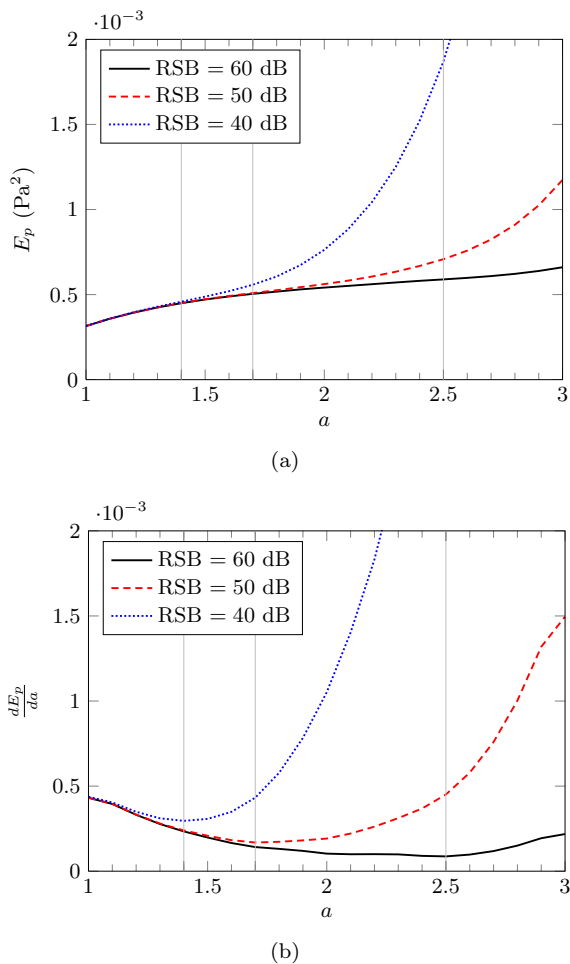 ·10⁻³
2
1.5
1
0.5
0
E_p (Pa²)
RSB = 60 dB
RSB = 50 dB
RSB = 40 dB
1 1.5 2 2.5 3
a
(a)
·10⁻³
2
1.5
1
0.5
0
dE_p
da
RSB = 60 dB
RSB = 50 dB
RSB = 40 dB
1 1.5 2 2.5 3
a
(b)